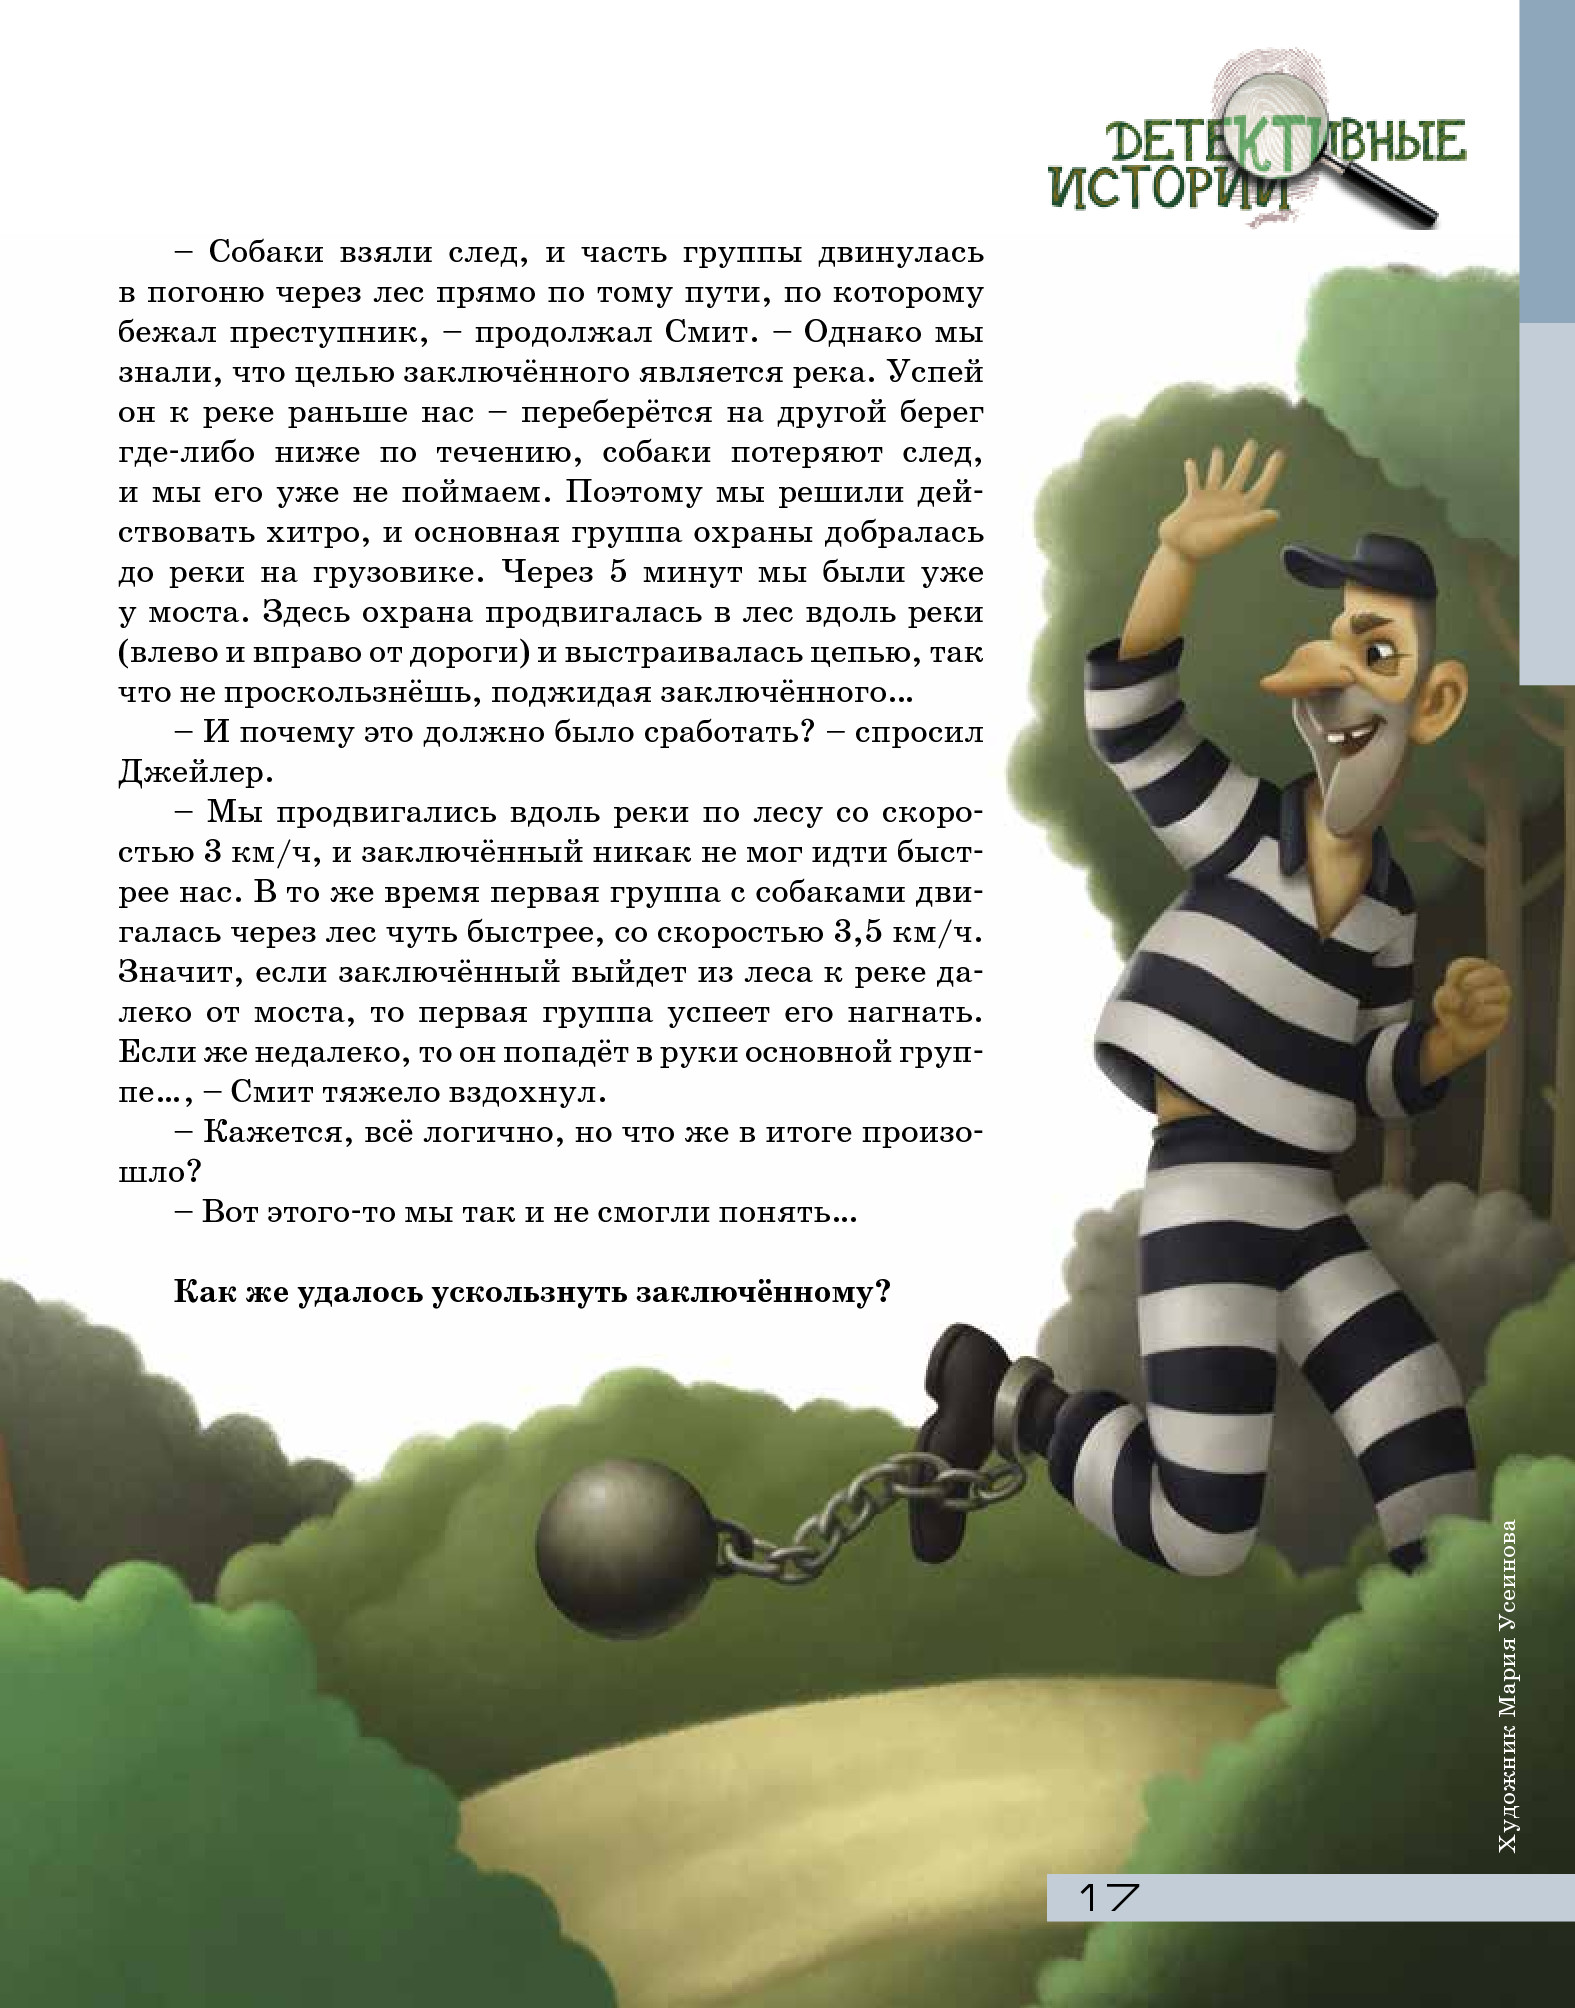 ДЕТЕКТИВНЫЕ
ИСТОРИИ
– Собаки взяли след, и часть группы двинулась
в погоню через лес прямо по тому пути, по которому
бежал преступник, – продолжал Смит. – Однако мы
знали, что целью заключённого является река. Успей
он к реке раньше нас – переберётся на другой берег
где-либо ниже по течению, собаки потеряют след,
и мы его уже не поймаем. Поэтому мы решили дей-
ствовать хитро, и основная группа охраны добралась
до реки на грузовике. Через 5 минут мы были уже
у моста. Здесь охрана продвигалась в лес вдоль реки
(влево и вправо от дороги) и выстраивалась цепью, так
что не проскользнёшь, поджидая заключённого…
– И почему это должно было сработать? – спросил
Джейлер.
– Мы продвигались вдоль реки по лесу со скоро-
стью 3 км/ч, и заключённый никак не мог идти быст-
рее нас. В то же время первая группа с собаками дви-
галась через лес чуть быстрее, со скоростью 3,5 км/ч.
Значит, если заключённый выйдет из леса к реке да-
леко от моста, то первая группа успеет его нагнать.
Если же недалеко, то он попадёт в руки основной груп-
пе…, – Смит тяжело вздохнул.
– Кажется, всё логично, но что же в итоге произо-
шло?
– Вот этого-то мы так и не смогли понять…
Как же удалось ускользнуть заключённому?
Художник Мария Усеинова
17